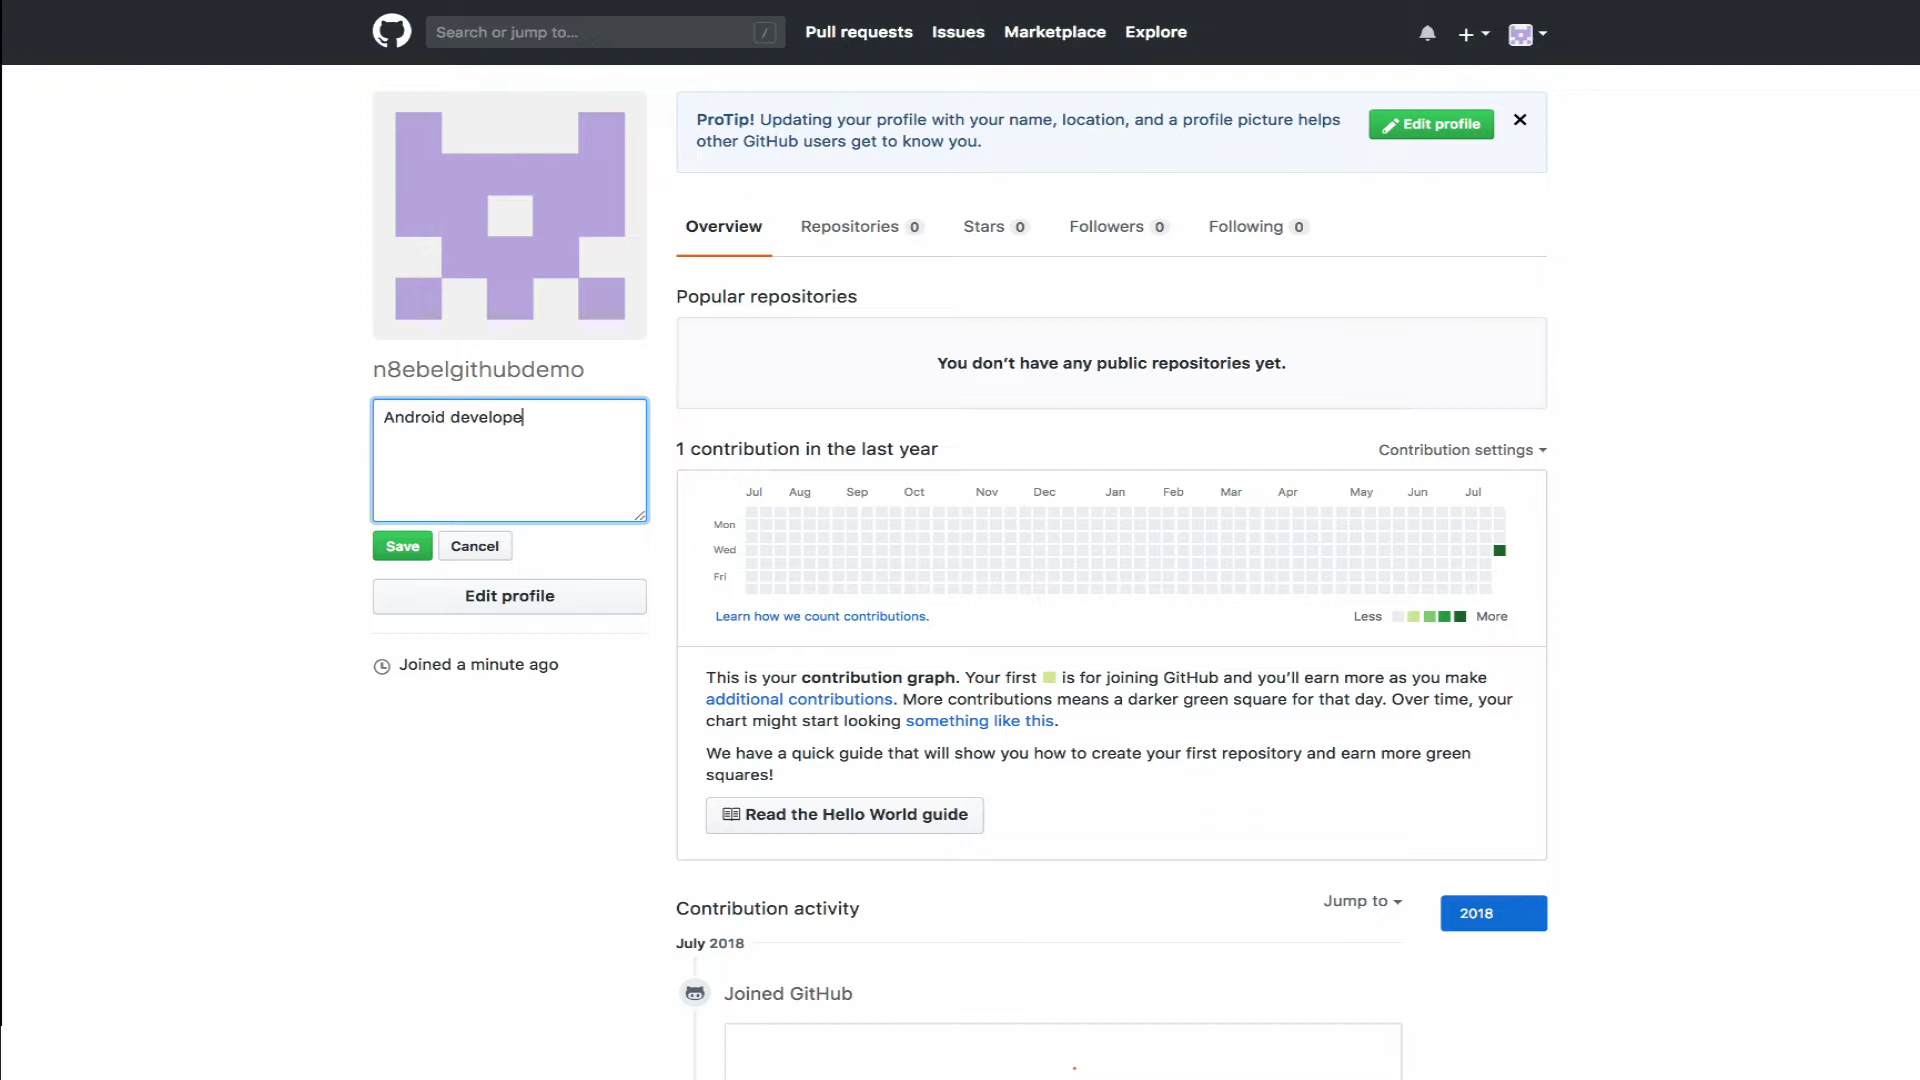 Search or jump to...
/
Pull requests
Issues
Marketplace
Explore
ProTip! Updating your profile with your name, location, and a profile picture helps
other GitHub users get to know you.
Edit profile
Overview
Repositories 0
Stars 0
Followers 0
Following 0
n8ebelgithubdemo
Android develope
Save
Cancel
Edit profile
Joined a minute ago
Popular repositories
You don’t have any public repositories yet.
1 contribution in the last year
Contribution settings
Jul Aug Sep Oct Nov Dec Jan Feb Mar Apr May Jun Jul
Mon
Wed
Fri
Learn how we count contributions.
Less
More
This is your contribution graph. Your first is for joining GitHub and you’ll earn more as you make
additional contributions. More contributions means a darker green square for that day. Over time, your
chart might start looking something like this.
We have a quick guide that will show you how to create your first repository and earn more green
squares!
Read the Hello World guide
Contribution activity
Jump to
2018
July 2018
Joined GitHub